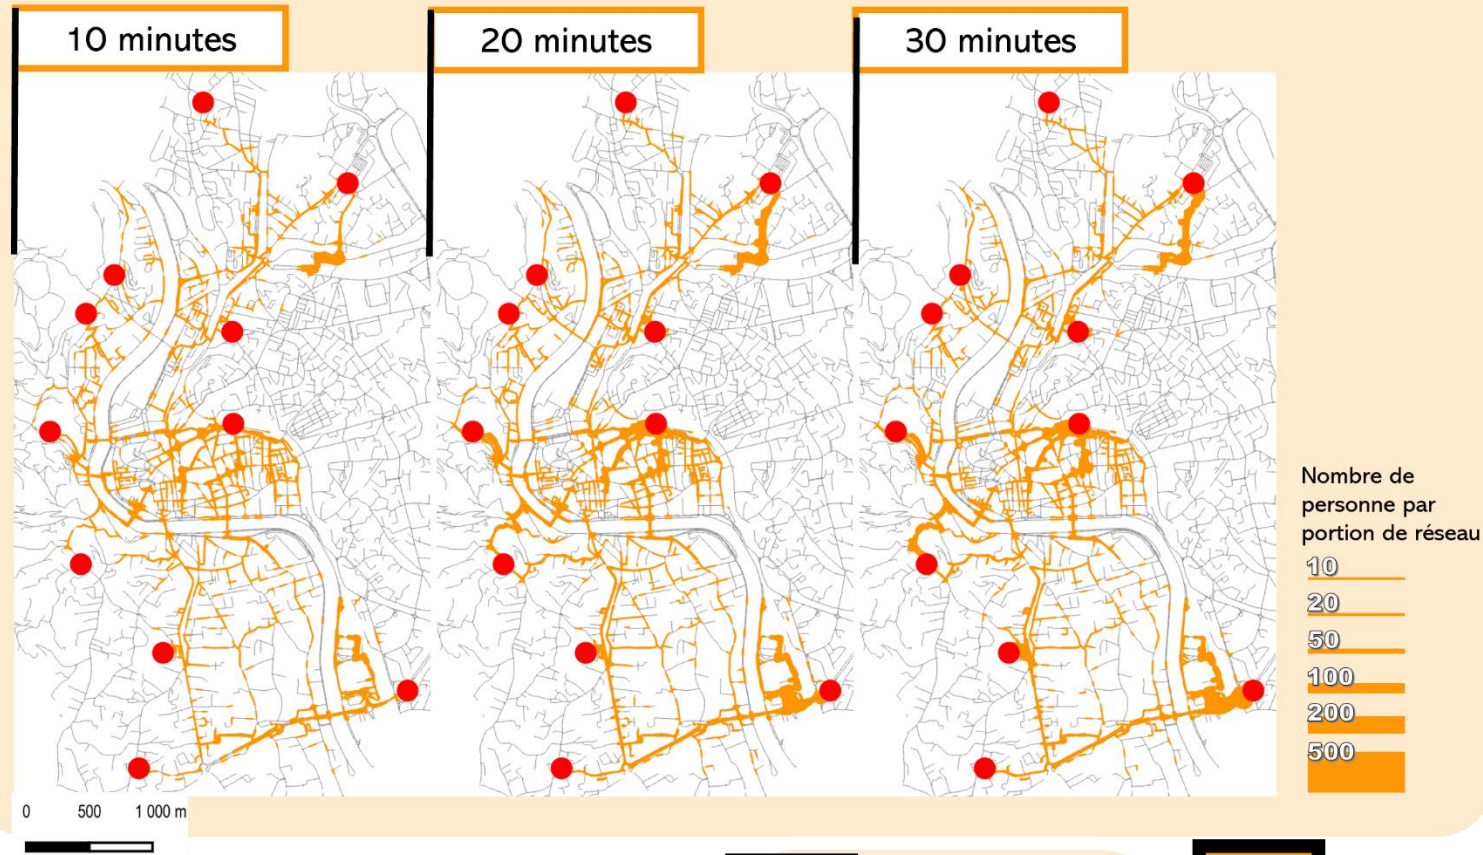 10 minutes
20 minutes
30 minutes
Nombre de
personne par
portion de réseau
10
20
50
100
200
500
0 500 1 000 m